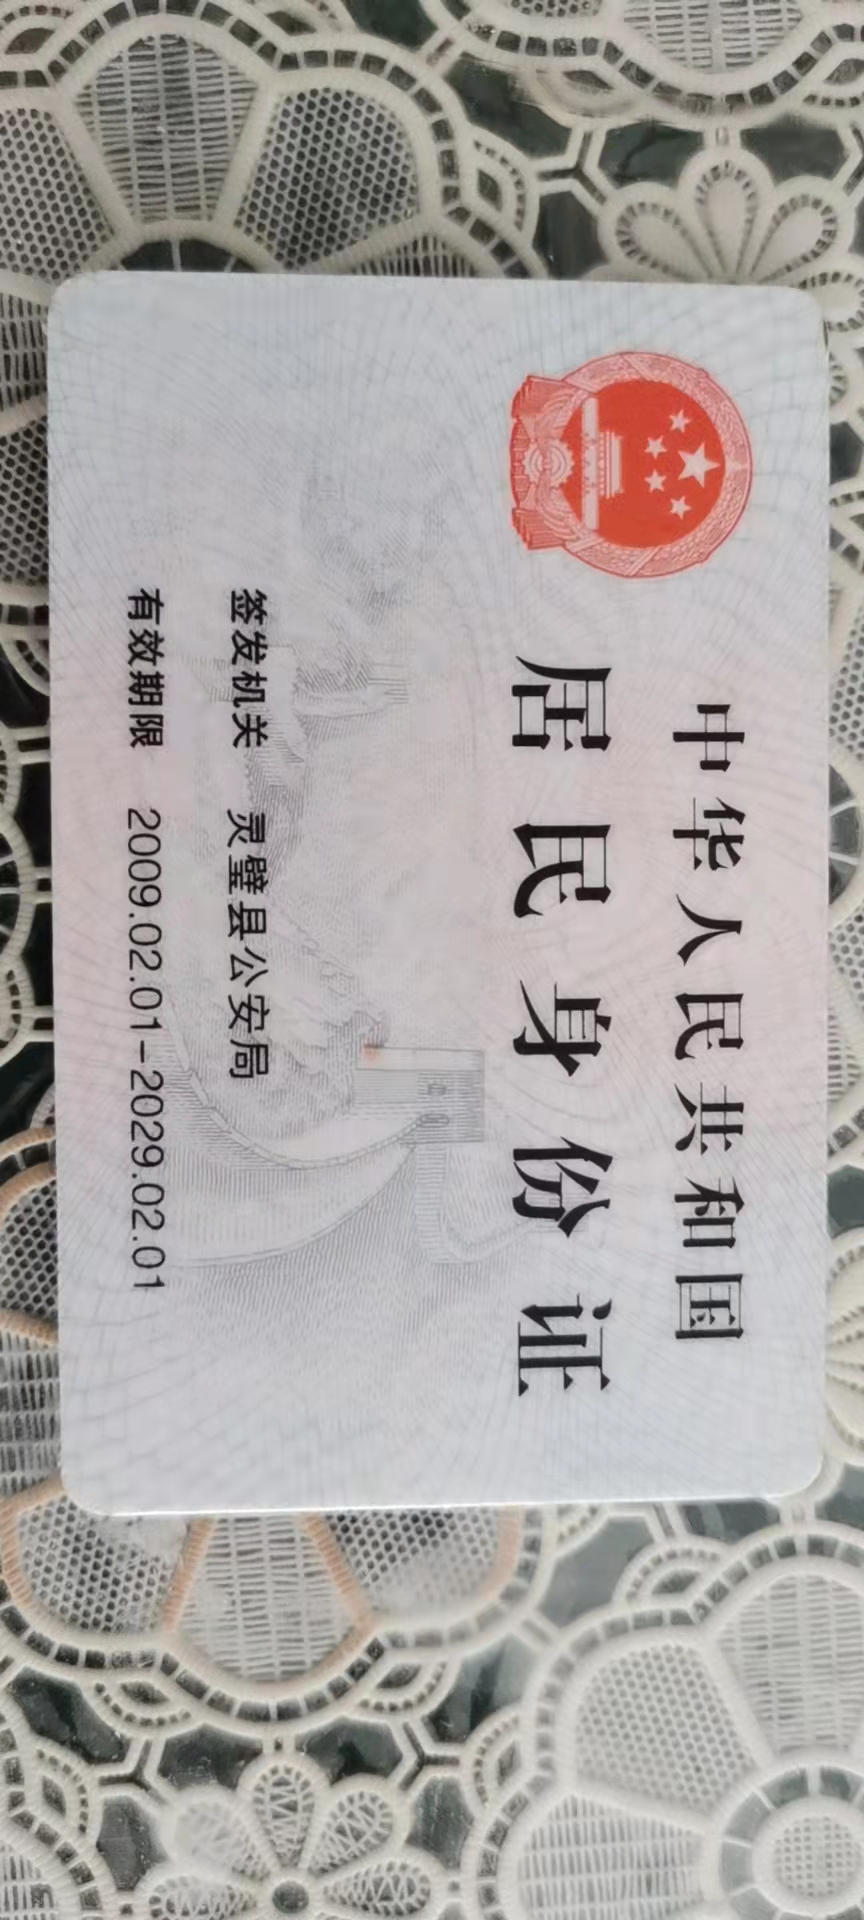 中华人民共和国
居民身份证
签发机关 灵璧县公安局
有效期限 2009.02.01-2029.02.01